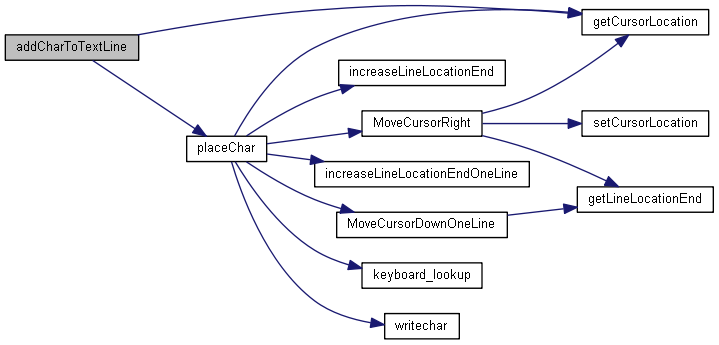 addCharToTextLine
getCursorLocation
increaseLineLocationEnd
MoveCursorRight
setCursorLocation
placeChar
increaseLineLocationEndOneLine
getLineLocationEnd
MoveCursorDownOneLine
keyboard_lookup
writechar